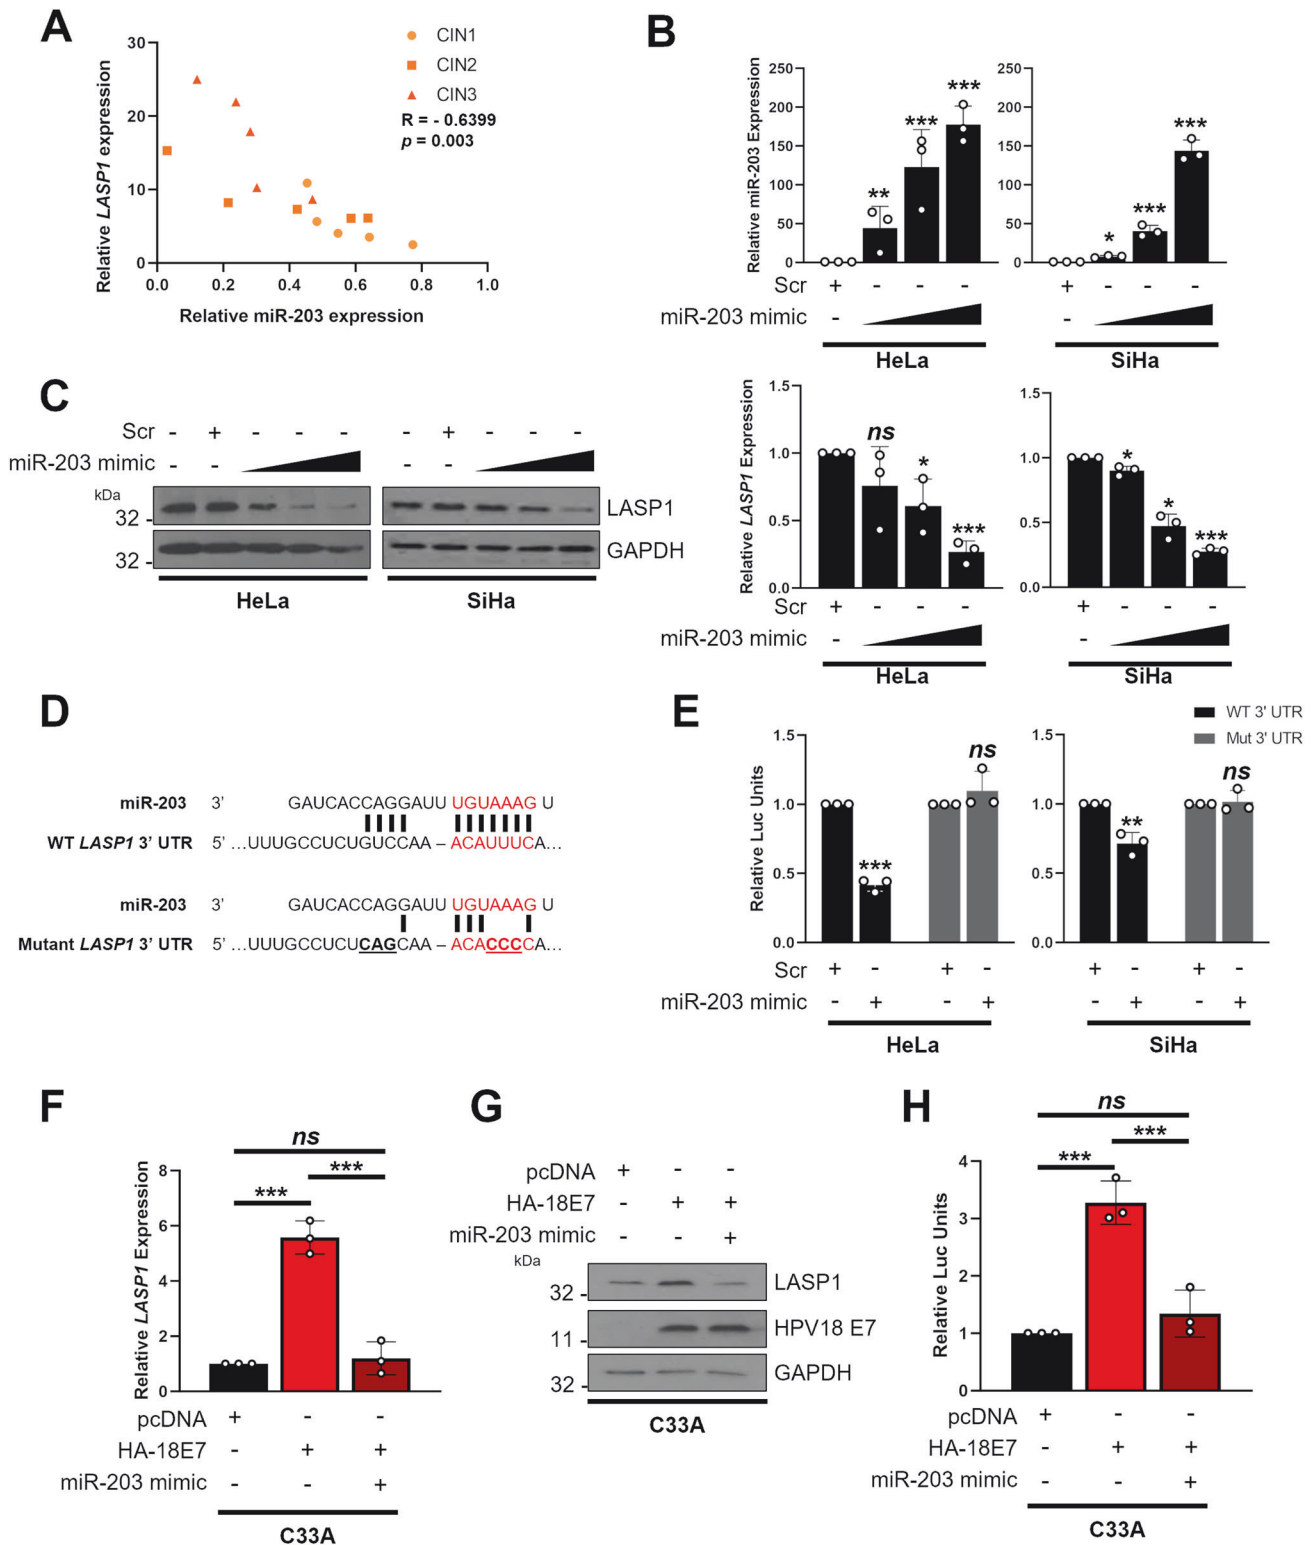 A
Relative LASP1 expression
30
20
10
0
0.0 0.2 0.4 0.6 0.8 1.0
Relative miR-203 expression
CIN1
CIN2
CIN3
R = - 0.6399
p = 0.003
B
Relative miR-203 Expression
250
200
150
100
50
0
** *** ***
Scr + - - -
miR-203 mimic -
HeLa
250
200
150
100
50
0
* *** ***
+ - - -
-
SiHa
Relative LASP1 Expression
1.5
1.0
0.5
0.0
ns * ***
Scr + - - -
miR-203 mimic -
HeLa
1.5
1.0
0.5
0.0
* * ***
+ - - -
-
SiHa
C
Scr - + - - - - + - - -
miR-203 mimic - - - -
kDa
32 - LASP1
32 - GAPDH
HeLa SiHa
D
miR-203 3' GAUCACCAGGAUU UGUAAAG U
WT LASP1 3' UTR 5' ...UUUGCCUCUGUCCAA – ACAUUUCA...
miR-203 3' GAUCACCAGGAUU UGUAAAG U
Mutant LASP1 3' UTR 5' ...UUUGCCUCUCAGCAA – ACACCCCA...
E
WT 3' UTR
Mut 3' UTR
Relative Luc Units
1.5
1.0
0.5
0.0
*** ns
Scr + - + -
miR-203 mimic - + - +
HeLa
1.5
1.0
0.5
0.0
** ns
+ - + -
- + - +
SiHa
F
Relative LASP1 Expression
8
6
4
2
0
ns
***
***
pcDNA + - -
HA-18E7 - + +
miR-203 mimic - - +
C33A
G
pcDNA + - -
HA-18E7 - + +
miR-203 mimic - - +
kDa
32 - LASP1
11 - HPV18 E7
32 - GAPDH
C33A
H
Relative Luc Units
4
3
2
1
0
ns
***
***
pcDNA + - -
HA-18E7 - + +
miR-203 mimic - - +
C33A